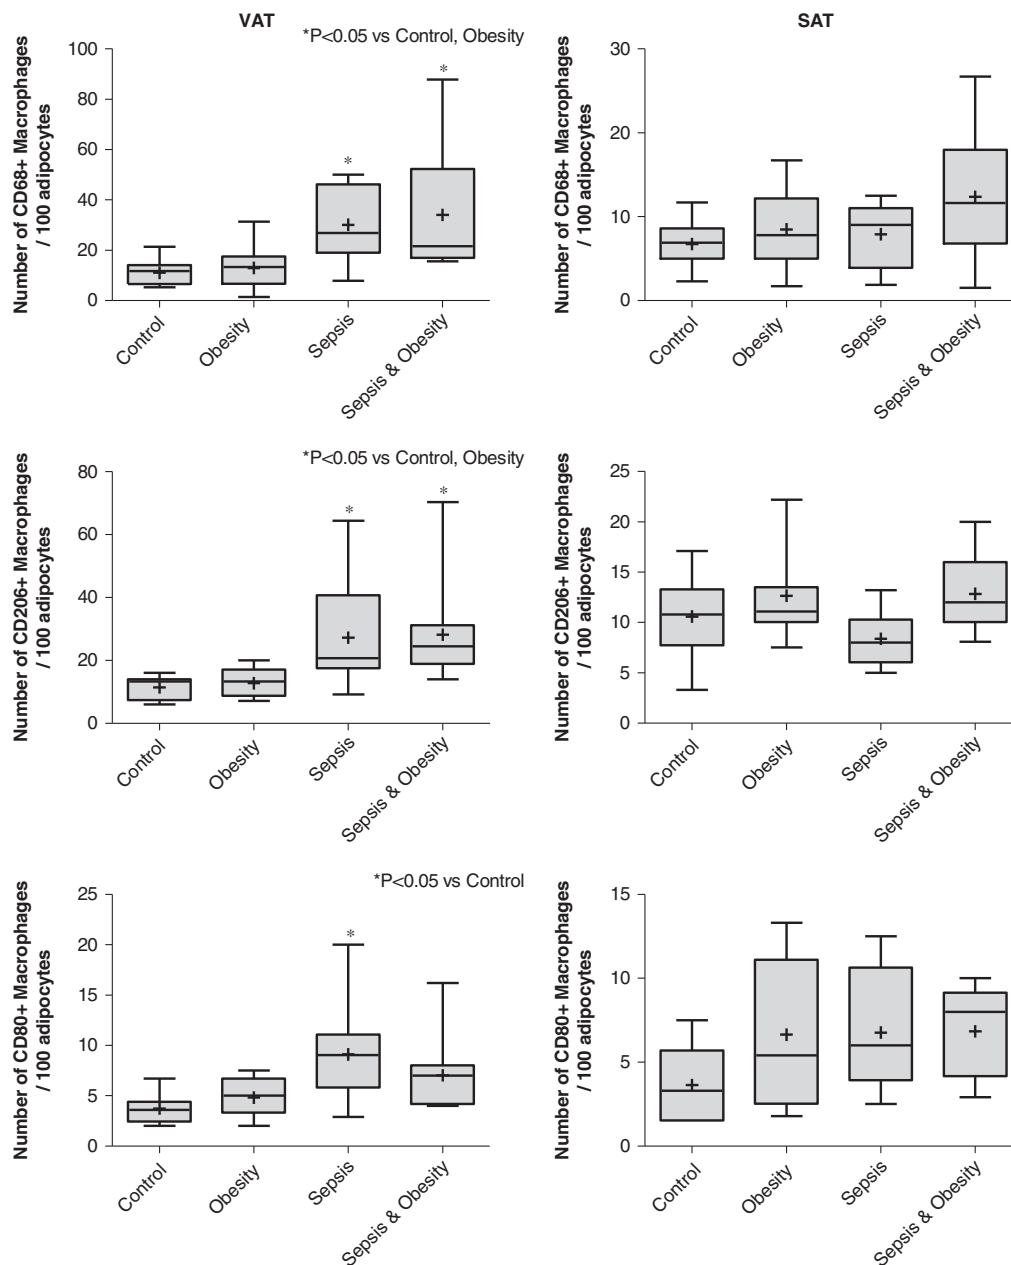 VAT
*P<0.05 vs Control, Obesity
Number of CD68+ Macrophages
/ 100 adipocytes
100
80
60
40
20
0
*
*
Control
Obesity
Sepsis
Sepsis & Obesity
SAT
Number of CD68+ Macrophages
/ 100 adipocytes
30
20
10
0
Control
Obesity
Sepsis
Sepsis & Obesity
*P<0.05 vs Control, Obesity
Number of CD206+ Macrophages
/ 100 adipocytes
80
60
40
20
0
*
*
Control
Obesity
Sepsis
Sepsis & Obesity
Number of CD206+ Macrophages
/ 100 adipocytes
25
20
15
10
5
0
Control
Obesity
Sepsis
Sepsis & Obesity
*P<0.05 vs Control
Number of CD80+ Macrophages
/ 100 adipocytes
25
20
15
10
5
0
*
Control
Obesity
Sepsis
Sepsis & Obesity
Number of CD80+ Macrophages
/ 100 adipocytes
15
10
5
0
Control
Obesity
Sepsis
Sepsis & Obesity